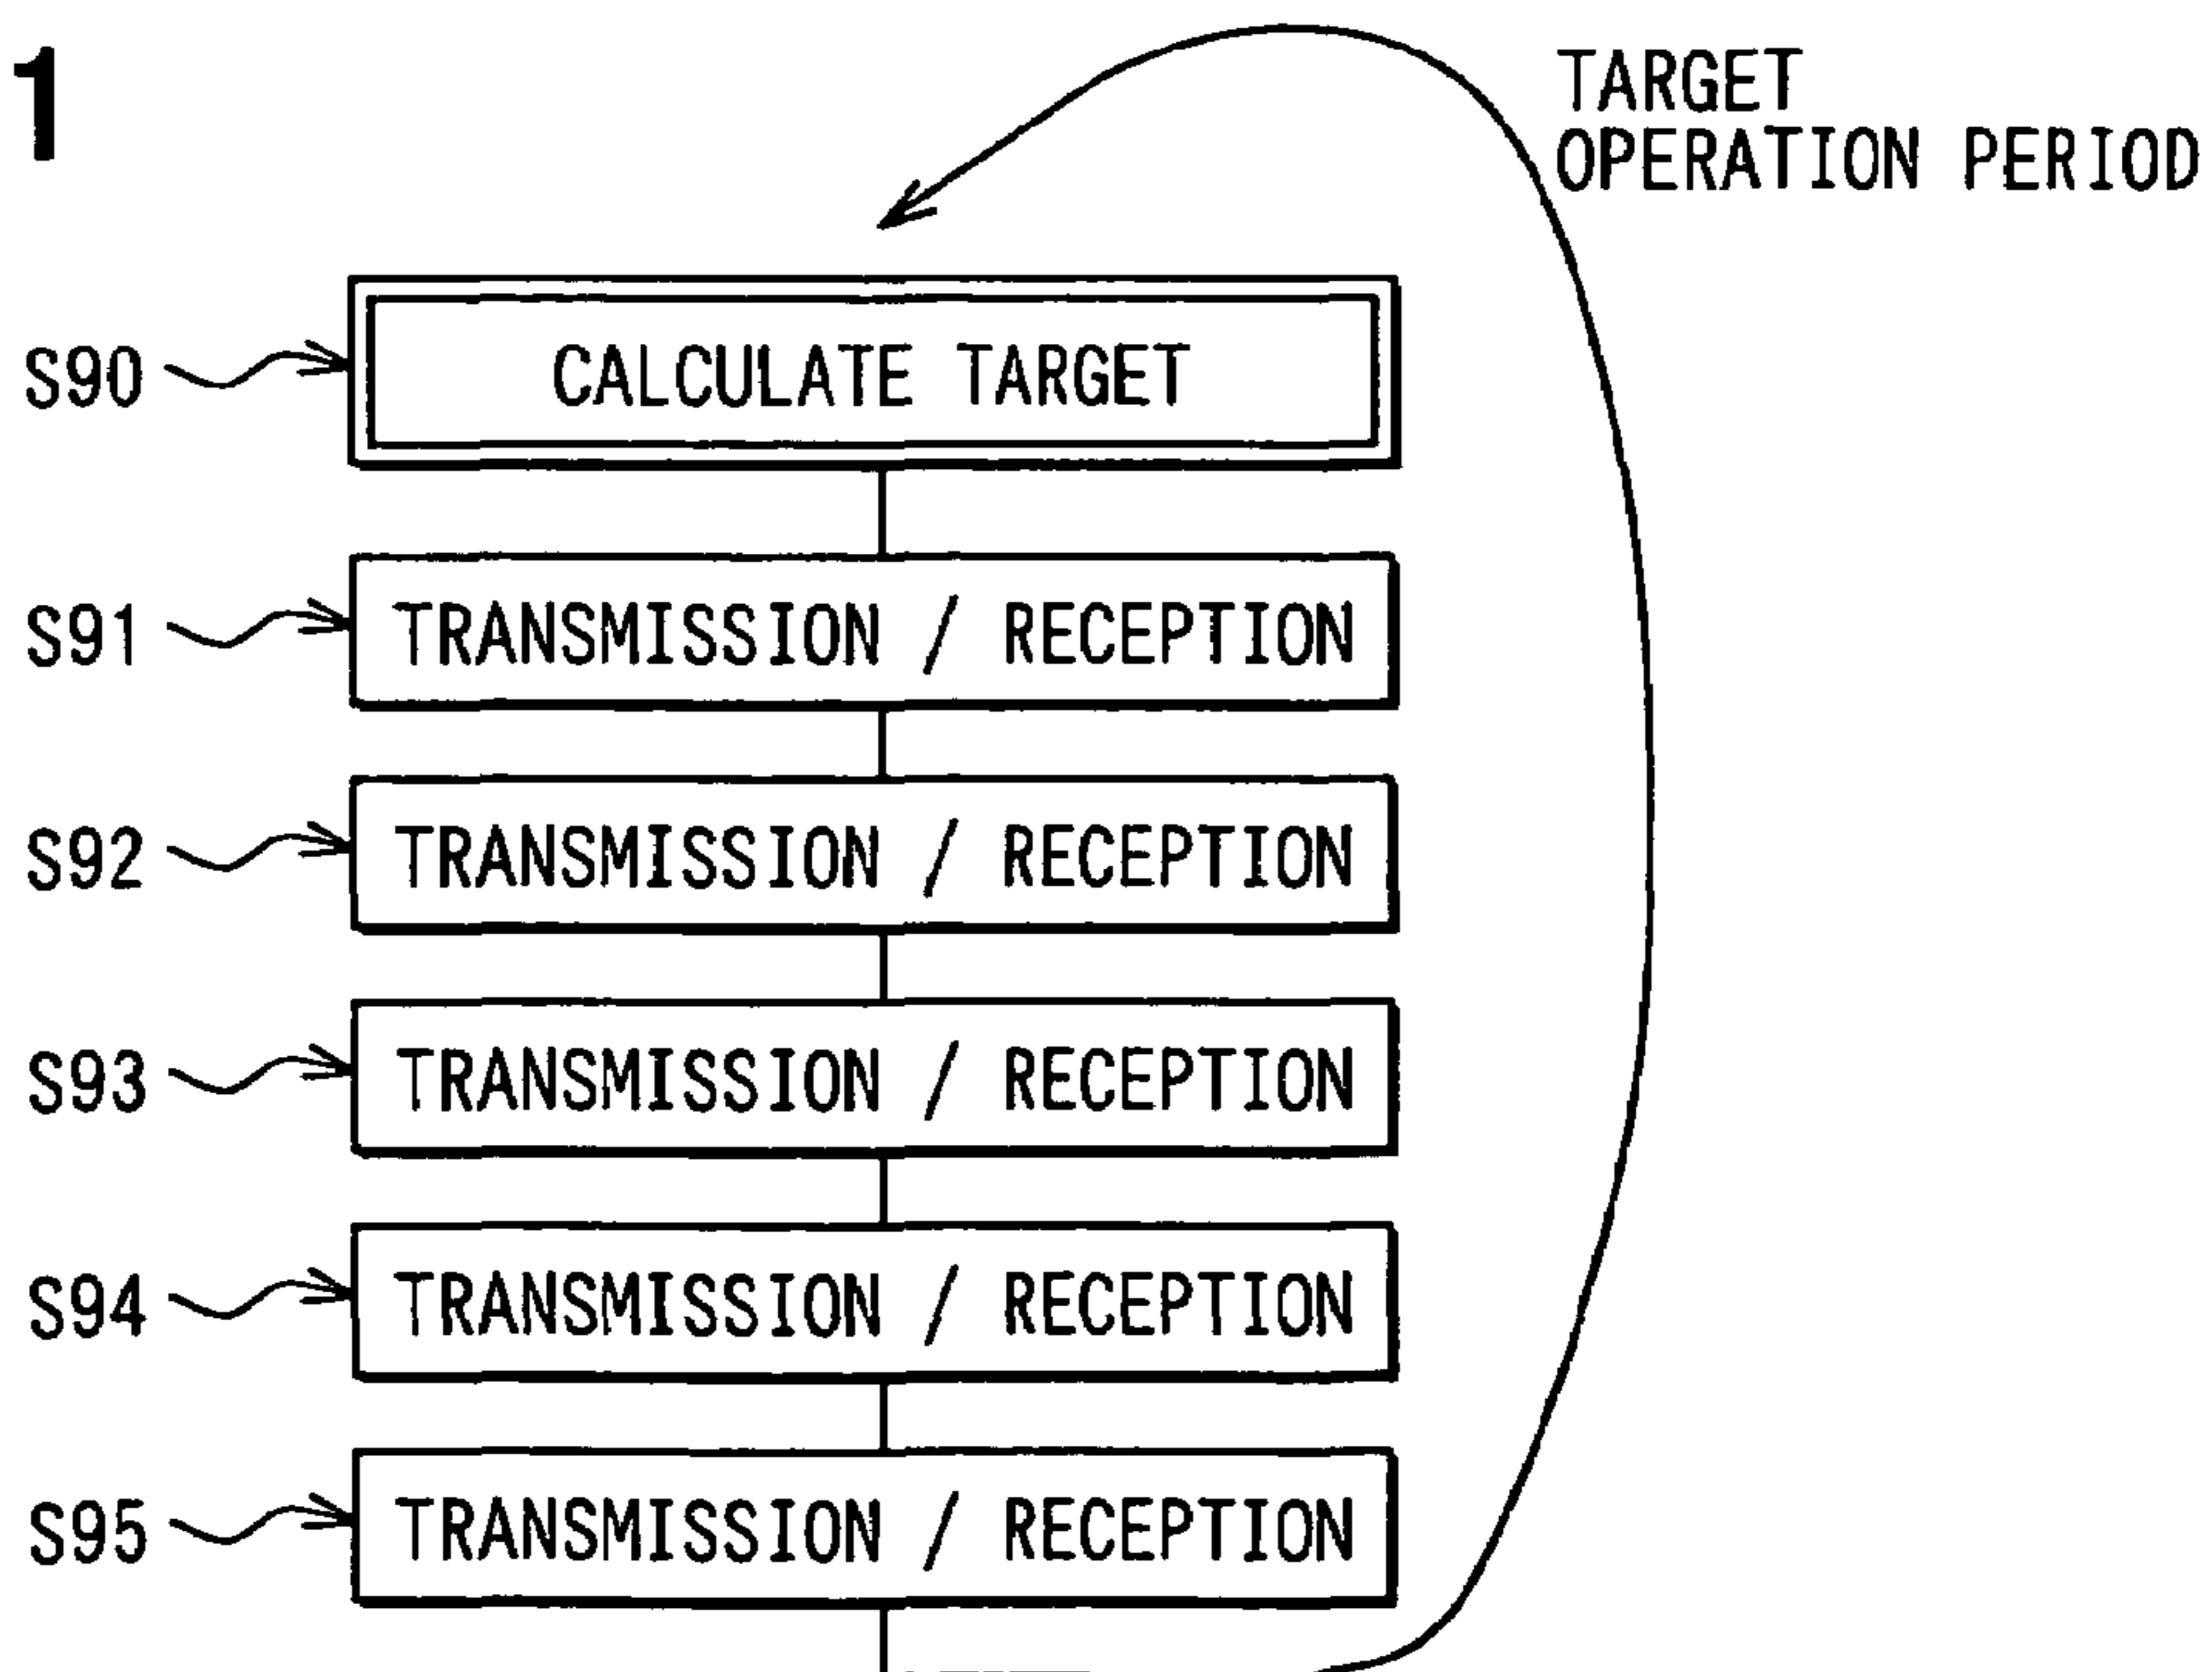 1
TARGET
OPERATION PERIOD
S90
CALCULATE TARGET
S91
TRANSMISSION / RECEPTION
S92
TRANSMISSION / RECEPTION
S93
TRANSMISSION / RECEPTION
S94
TRANSMISSION / RECEPTION
S95
TRANSMISSION / RECEPTION